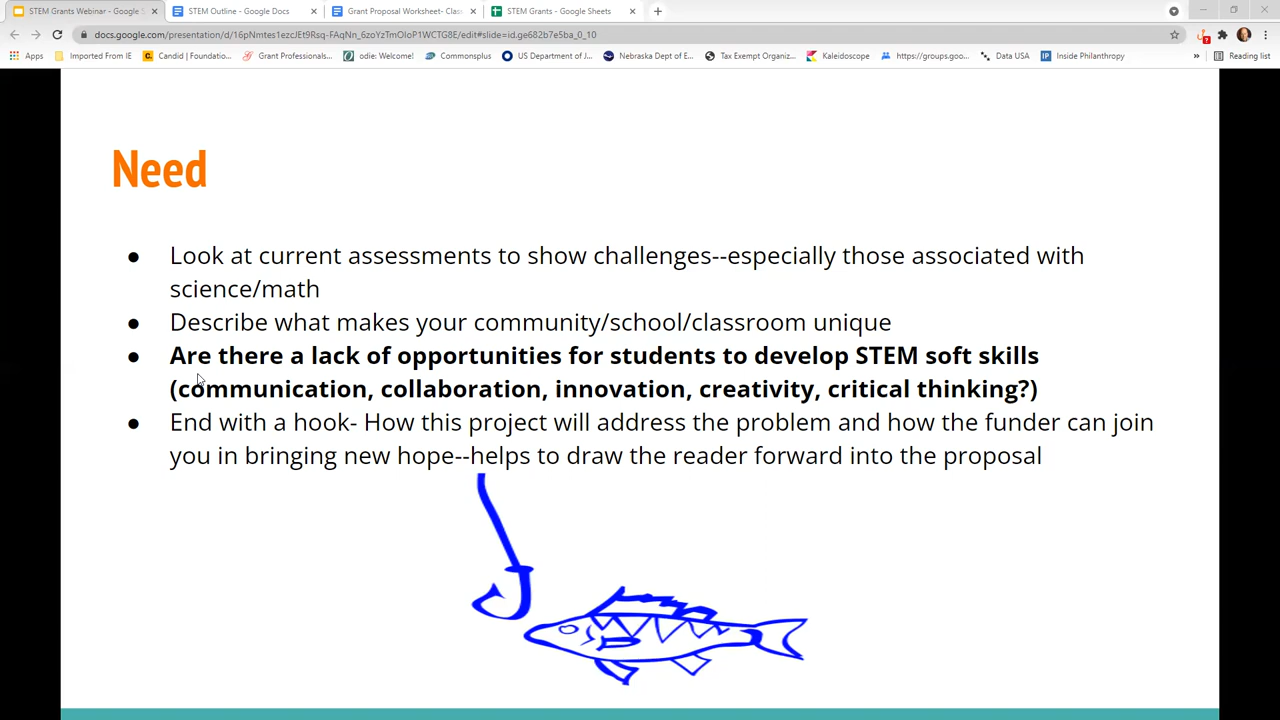 STEM Grants Webinar - Google S
STEM Outline - Google Docs
Grant Proposal Worksheet- Clas
STEM Grants - Google Sheets
docs.google.com/presentation/d/16pNmtes1ezcJEt9Rsq-FAqNn_6zoYzTmOIoP1WCTG8E/edit#slide=id.ge682b7e5ba_0_10
Apps Imported From IE Candid | Foundatio... Grant Professionals... odie: Welcome! Commonsplus US Department of J... Nebraska Dept of E... Tax Exempt Organiz... Kaleidoscope https://groups.goo... Data USA Inside Philanthropy » Reading list
Need
● Look at current assessments to show challenges--especially those associated with
science/math
● Describe what makes your community/school/classroom unique
● Are there a lack of opportunities for students to develop STEM soft skills
(communication, collaboration, innovation, creativity, critical thinking?)
● End with a hook- How this project will address the problem and how the funder can join
you in bringing new hope--helps to draw the reader forward into the proposal